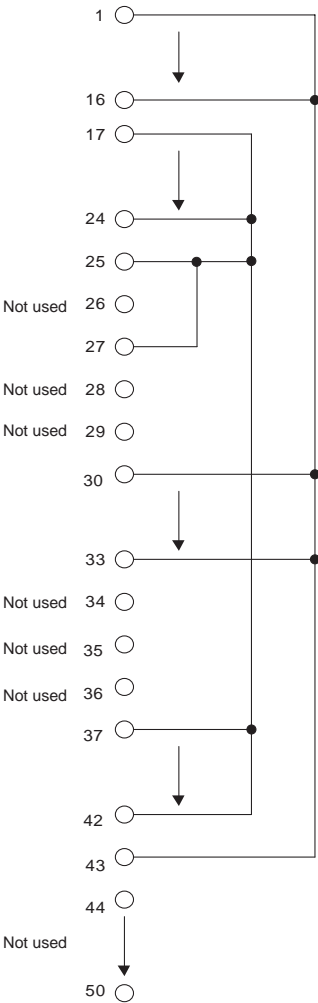 1
16
17
24
25
Not used 26
27
Not used 28
Not used 29
30
33
Not used 34
Not used 35
Not used 36
37
42
43
44
Not used
50